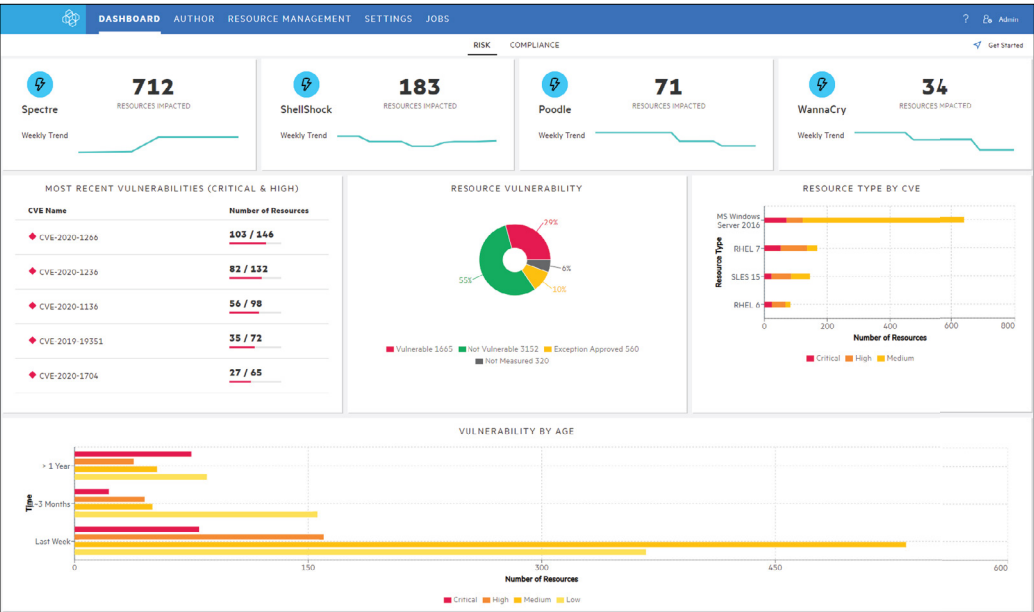 DASHBOARD AUTHOR RESOURCE MANAGEMENT SETTINGS JOBS ? Admin
RISK COMPLIANCE Get Started
Spectre
712
RESOURCES IMPACTED
Weekly Trend
ShellShock
183
RESOURCES IMPACTED
Weekly Trend
Poodle
71
RESOURCES IMPACTED
Weekly Trend
WannaCry
34
RESOURCES MPACTED
Weekly Trend
MOST RECENT VULNERABILITIES (CRITICAL & HIGH)
CVE Name Number of Resources
CVE-2020-1266 103 / 146
CVE-2020-1236 82 / 132
CVE-2020-1136 56 / 98
CVE-2019-19351 35 / 72
CVE-2020-1704 27 / 65
RESOURCE VULNERABILITY
29%
6%
55%
10%
Vulnerable 1665 Not Vulnerable 3152 Exception Approved 560
Not Measured 320
RESOURCE TYPE BY CVE
Resource Type
MS Windows
Server 2016
RHEL 7
SLES 15
RHEL 6
0 200 400 600 800
Number of Resources
Critical High Medium
VULNERABILITY BY AGE
Time
> 1 Year
-3 Months
Last Week
0 150 300 450 600
Number of Resources
Critical High Medium Low